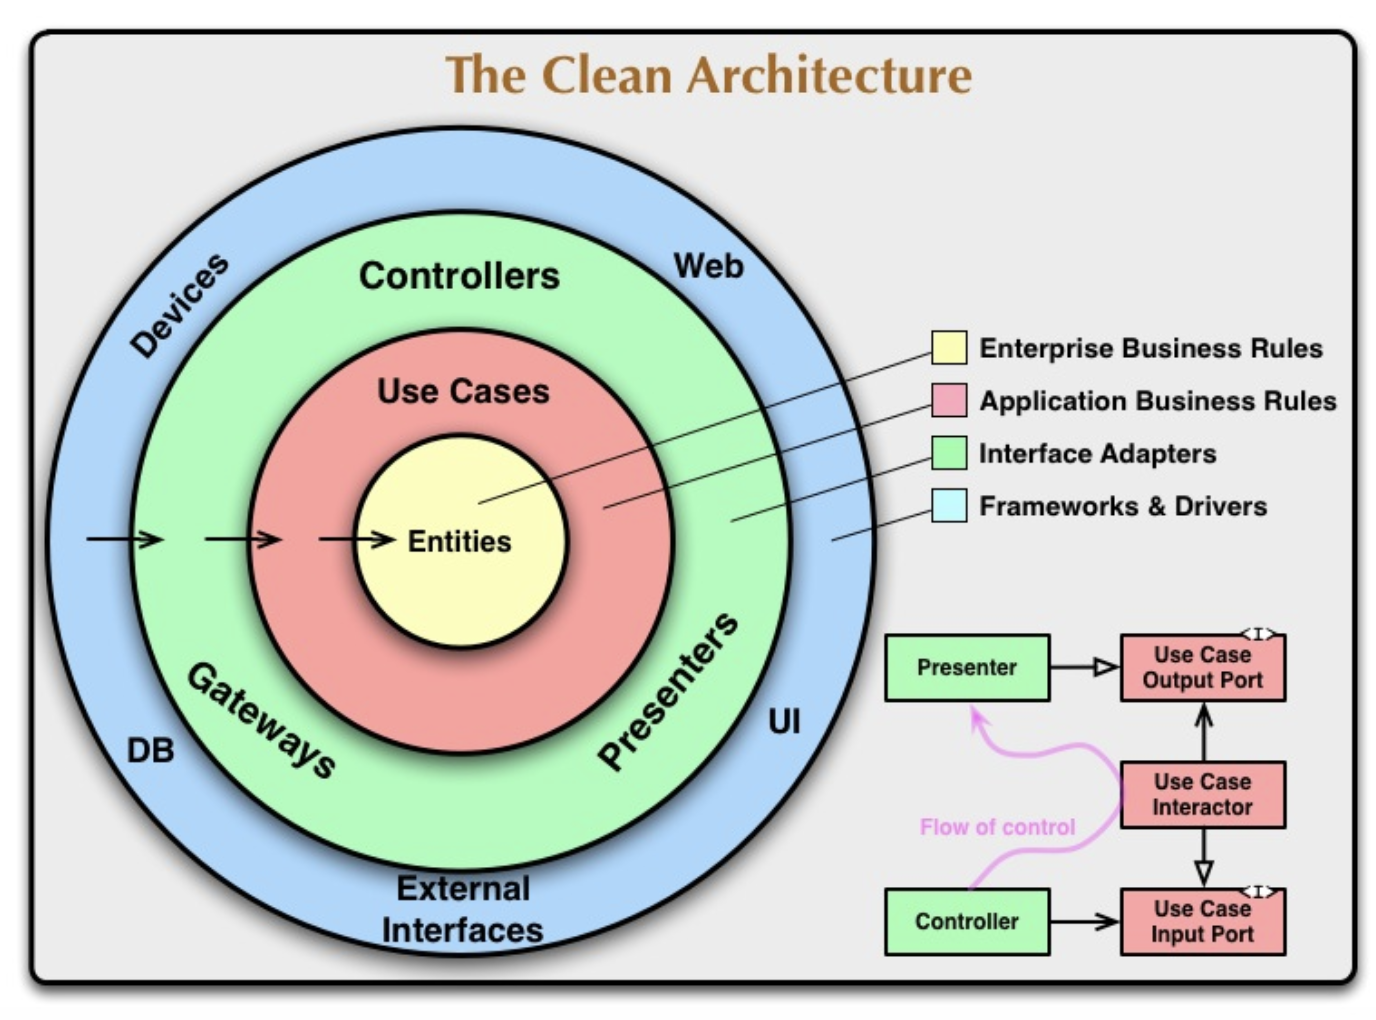 The Clean Architecture
Devices
Web
Controllers
Use Cases
Entities
Gateways
Presenters
DB
UI
External
Interfaces
Enterprise Business Rules
Application Business Rules
Interface Adapters
Frameworks & Drivers
Presenter
<I>
Use Case
Output Port
Use Case
Interactor
Flow of control
Controller
<I>
Use Case
Input Port